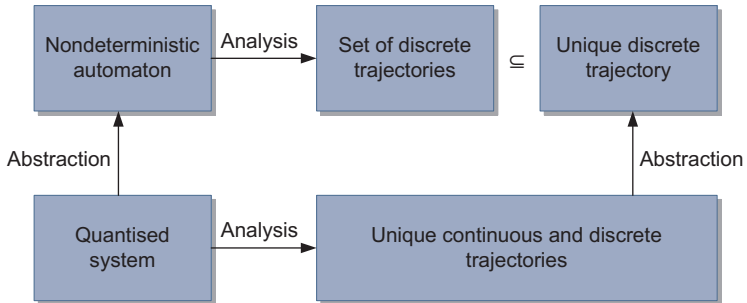 Nondeterministic
automaton
Analysis
Set of discrete
trajectories
⊆
Unique discrete
trajectory
Abstraction
Abstraction
Quantised
system
Analysis
Unique continuous and discrete
trajectories